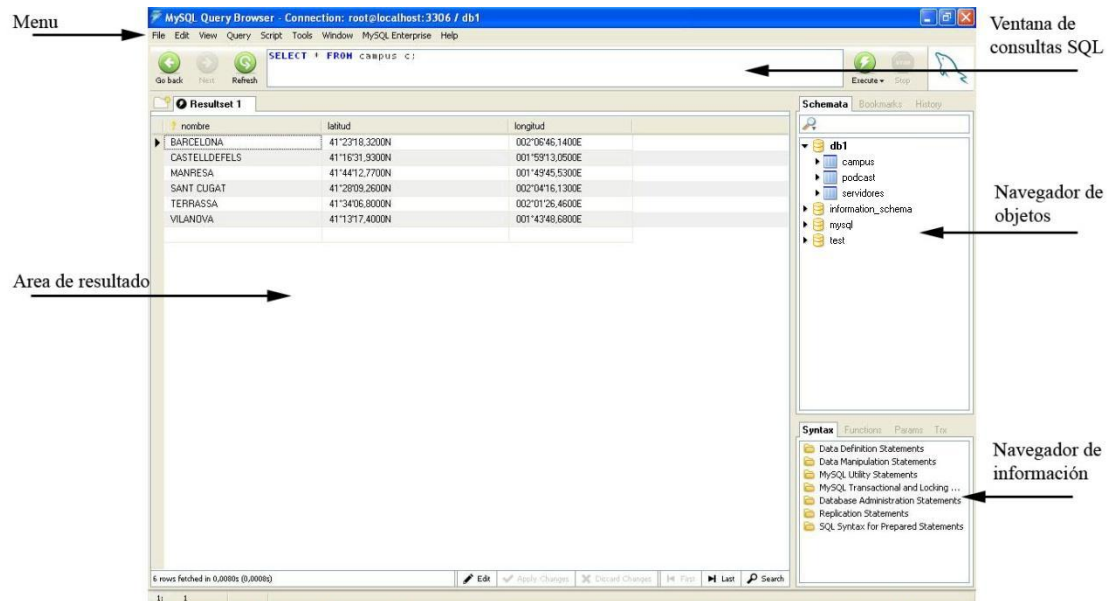 Menu
Ventana de
consultas SQL
Navegador de
objetos
Area de resultado
Navegador de
información
MySQL Query Browser - Connection: root@localhost:3306 / db1
File Edit View Query Script Tools Window MySQL Enterprise Help
Go back Next Refresh
SELECT * FROM campus c;
Execute Stop
Resultset 1
nombre latitud longitud
BARCELONA 41°23'18,3200N 002°06'46,1400E
CASTELLDEFELS 41°16'31,9300N 001°59'13,0500E
MANRESA 41°44'12,7700N 001°49'45,5300E
SANT CUGAT 41°28'09,2600N 002°04'16,1300E
TERRASSA 41°34'06,8000N 002°01'26,4600E
VILANOVA 41°13'17,4000N 001°43'48,6800E
Schemata Bookmarks History
db1
campus
podcast
servidores
information_schema
mysql
test
Syntax Functions Params Trx
Data Definition Statements
Data Manipulation Statements
MySQL Utility Statements
MySQL Transactional and Locking ...
Database Administration Statements
Replication Statements
SQL Syntax for Prepared Statements
6 rows fetched in 0,0080s (0,0008s)
Edit Apply Changes Discard Changes First Last Search
1: 1